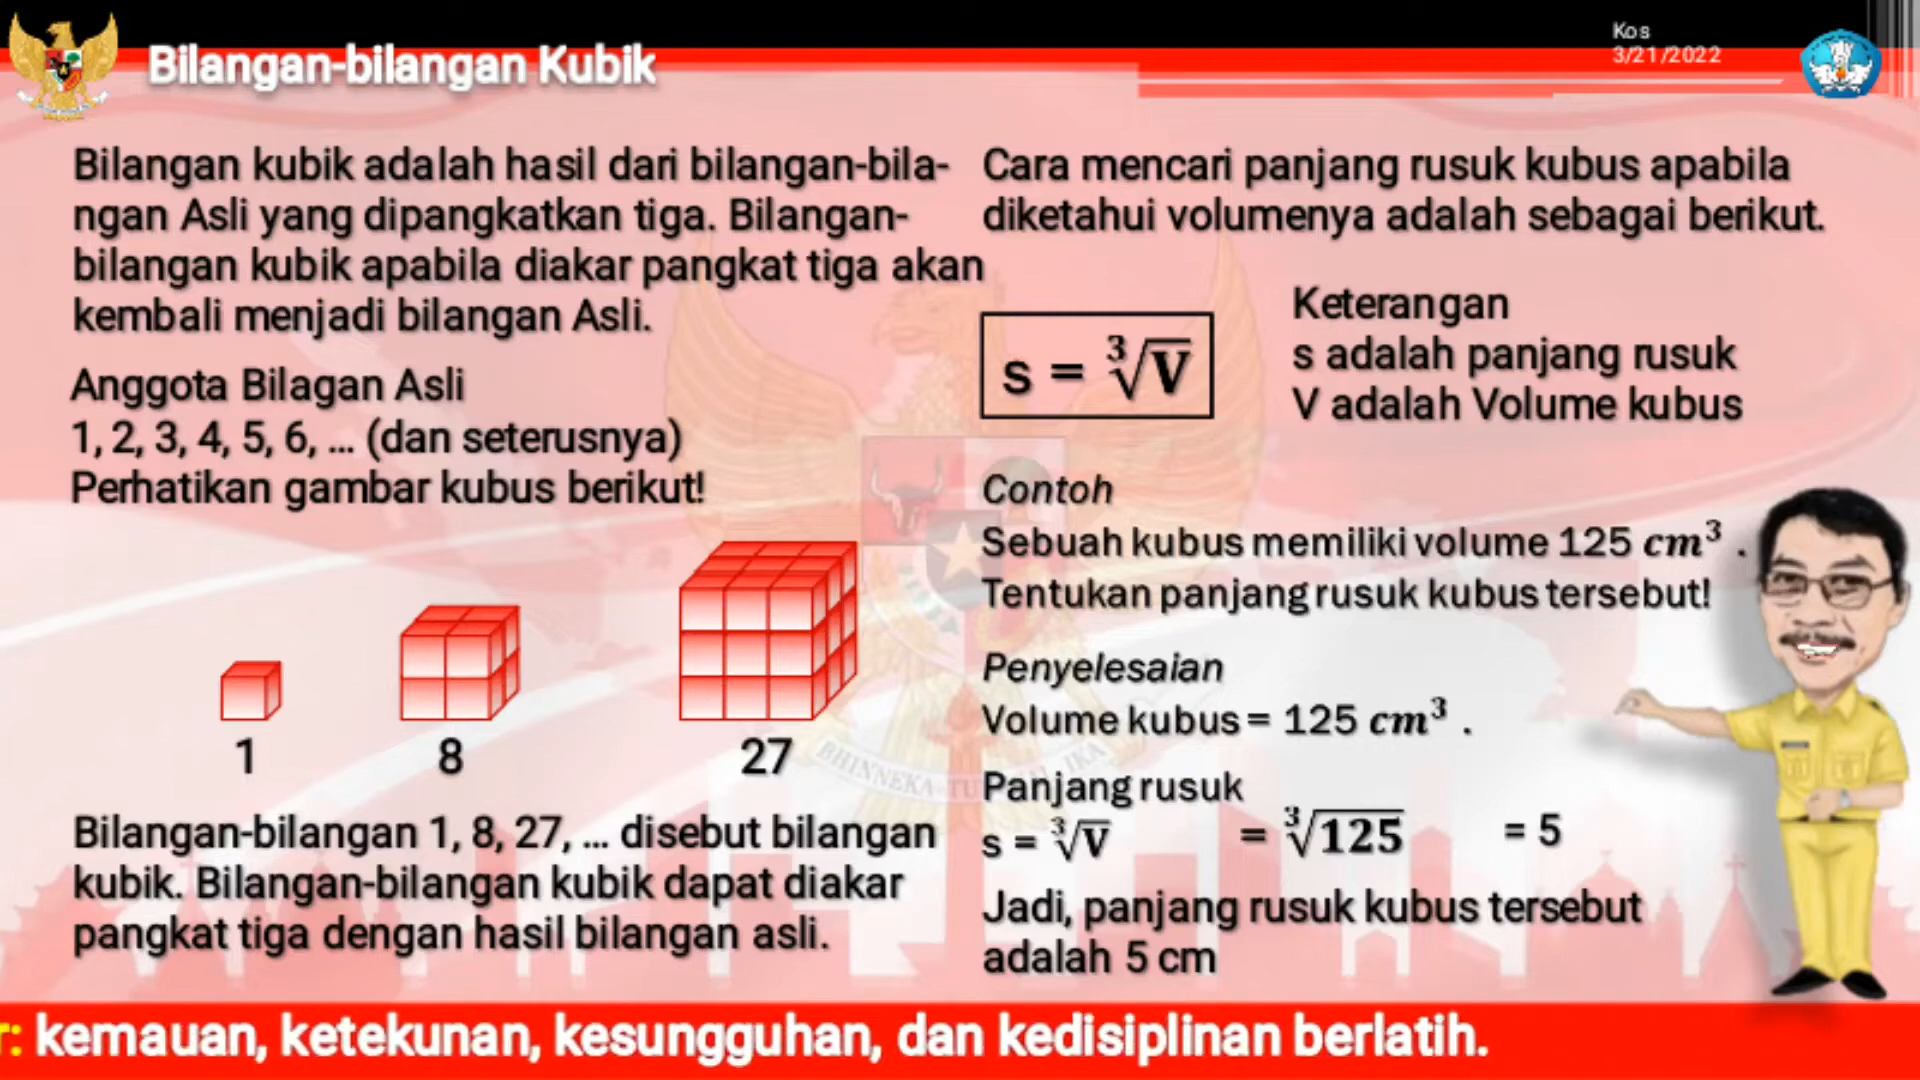 Bilangan-bilangan Kubik
Kos
3/21/2022
Bilangan kubik adalah hasil dari bilangan-bila-
ngan Asli yang dipangkatkan tiga. Bilangan-
bilangan kubik apabila diakar pangkat tiga akan
kembali menjadi bilangan Asli.
Anggota Bilagan Asli
1, 2, 3, 4, 5, 6, ... (dan seterusnya)
Perhatikan gambar kubus berikut!
1 8 27
Bilangan-bilangan 1, 8, 27, ... disebut bilangan
kubik. Bilangan-bilangan kubik dapat diakar
pangkat tiga dengan hasil bilangan asli.
Cara mencari panjang rusuk kubus apabila
diketahui volumenya adalah sebagai berikut.
s = ∛V
Keterangan
s adalah panjang rusuk
V adalah Volume kubus
Contoh
Sebuah kubus memiliki volume 125 cm³ .
Tentukan panjang rusuk kubus tersebut!
Penyelesaian
Volume kubus = 125 cm³ .
Panjang rusuk
s = ∛V = ∛125 = 5
Jadi, panjang rusuk kubus tersebut
adalah 5 cm
BHINNEKA TUNGGAL IKA
r: kemauan, ketekunan, kesungguhan, dan kedisiplinan berlatih.